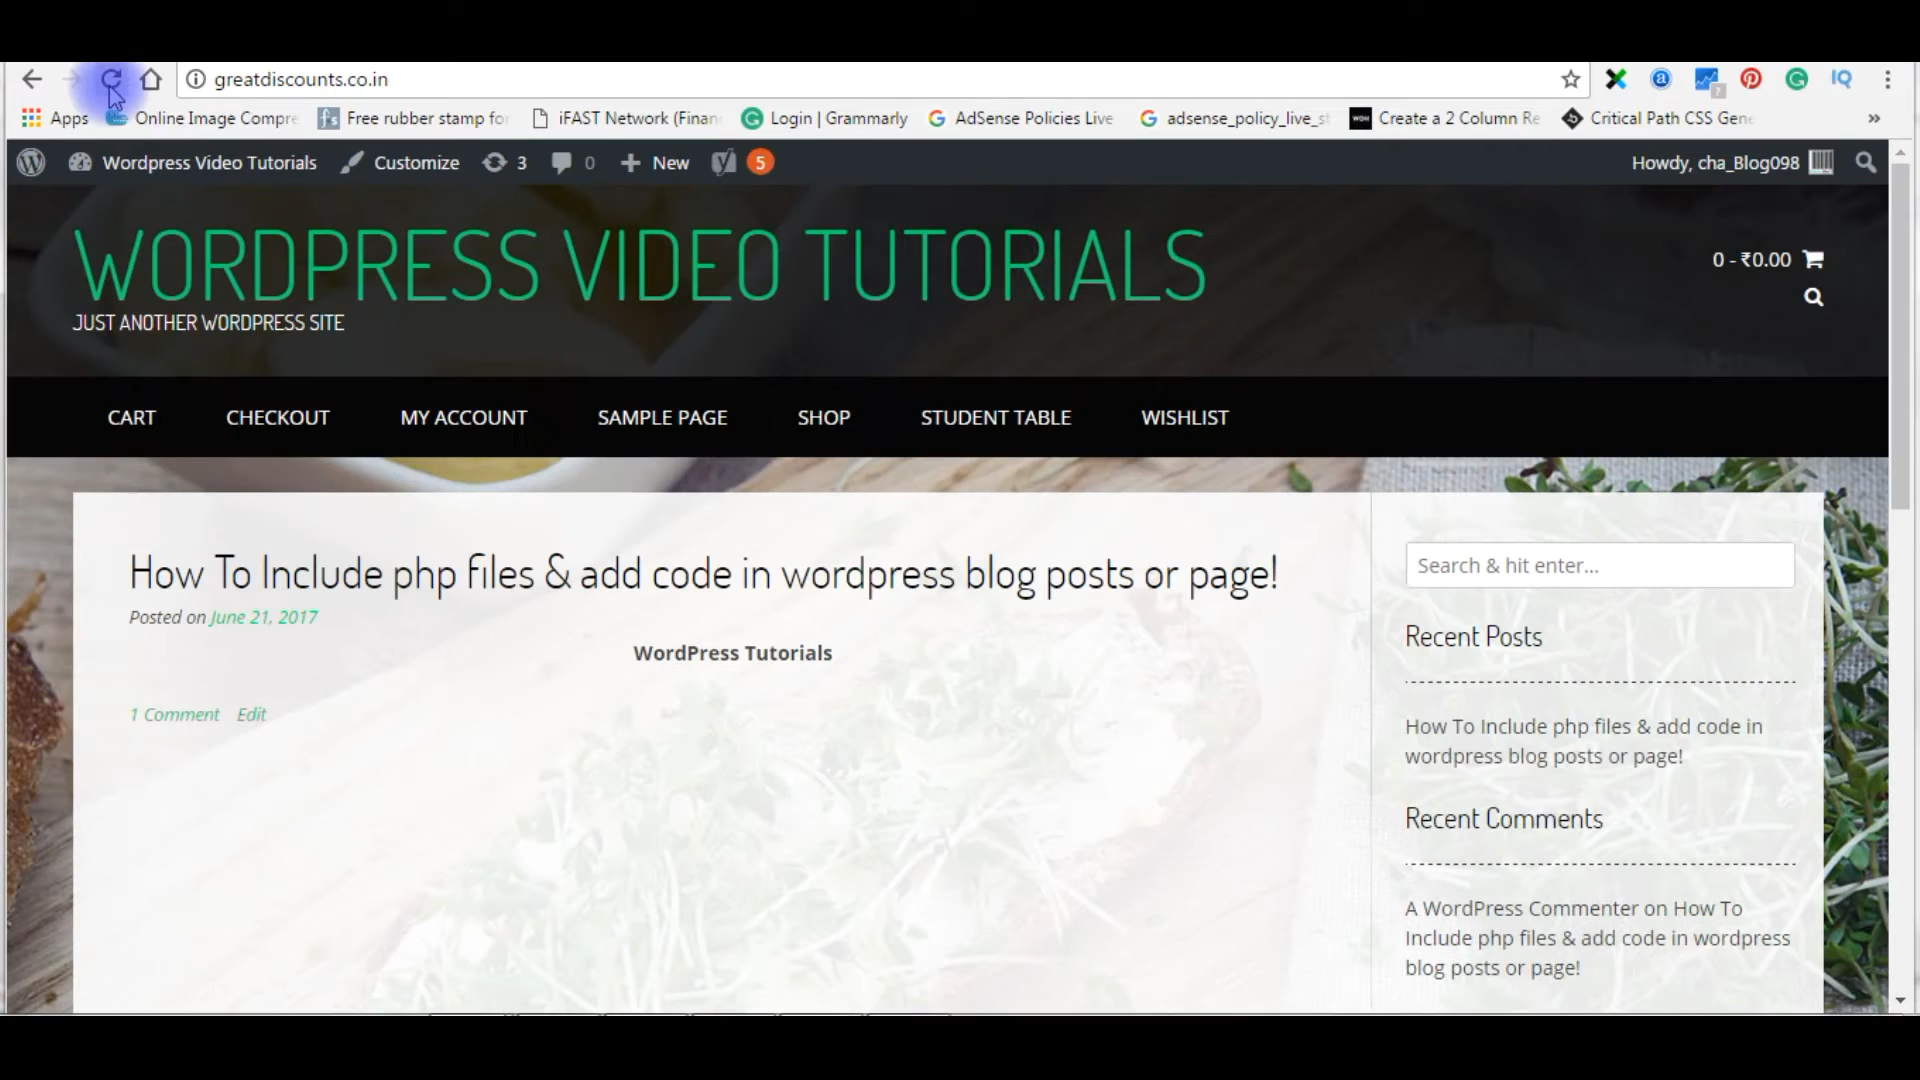 greatdiscounts.co.in
Apps Online Image Compre Free rubber stamp fo iFAST Network (Finan Login | Grammarly AdSense Policies Live adsense_policy_live_s Create a 2 Column Re Critical Path CSS Gene »
Wordpress Video Tutorials Customize 3 0 + New 5 Howdy, cha_Blog098
WORDPRESS VIDEO TUTORIALS
0 - ₹0.00
JUST ANOTHER WORDPRESS SITE
CART CHECKOUT MY ACCOUNT SAMPLE PAGE SHOP STUDENT TABLE WISHLIST
How To Include php files & add code in wordpress blog posts or page!
Posted on June 21, 2017
WordPress Tutorials
1 Comment Edit
Search & hit enter...
Recent Posts
How To Include php files & add code in
wordpress blog posts or page!
Recent Comments
A WordPress Commenter on How To
Include php files & add code in wordpress
blog posts or page!